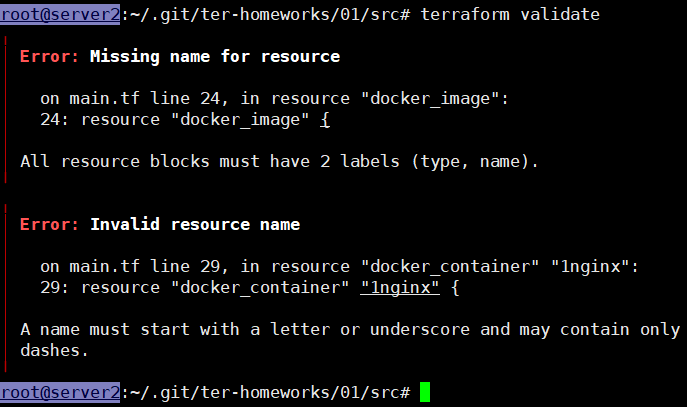 root@server2:~/.git/ter-homeworks/01/src# terraform validate
Error: Missing name for resource
on main.tf line 24, in resource "docker_image":
24: resource "docker_image" {
All resource blocks must have 2 labels (type, name).
Error: Invalid resource name
on main.tf line 29, in resource "docker_container" "1nginx":
29: resource "docker_container" "1nginx" {
A name must start with a letter or underscore and may contain only
dashes.
root@server2:~/.git/ter-homeworks/01/src#